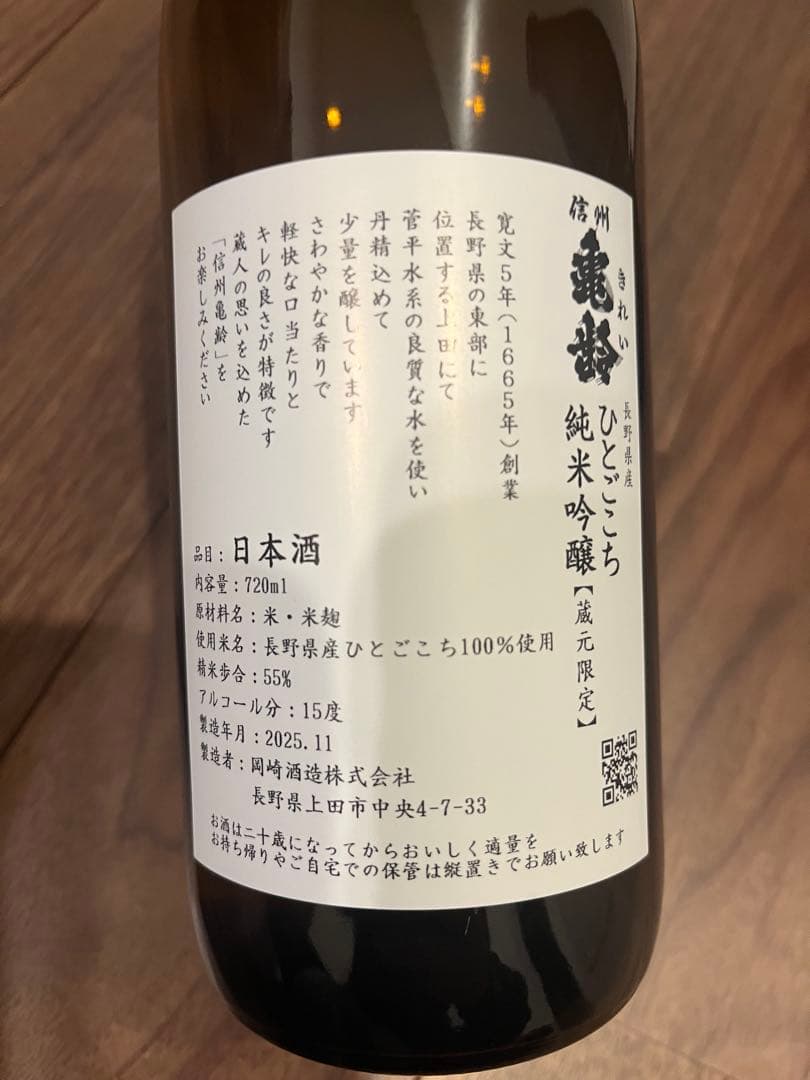 信州
亀齢
きれい
長野県産
ひとごこち
純米吟醸【蔵元限定】
寛文5年(1665年)創業
長野県の東部に
位置する上田にて
菅平水系の良質な水を使い
丹精込めて
少量を醸しています
さわやかな香りで
軽快な口当たりと
キレの良さが特徴です
蔵人の思いを込めた
「信州亀齢」を
お楽しみください
品目:日本酒
内容量:720ml
原材料名:米・米麹
使用米名:長野県産ひとごこち100%使用
精米歩合:55%
アルコール分:15度
製造年月:2025.11
製造者:岡崎酒造株式会社
長野県上田市中央4-7-33
お酒は二十歳になってからおいしく適量を
お持ち帰りやご自宅での保管は縦置きでお願い致します